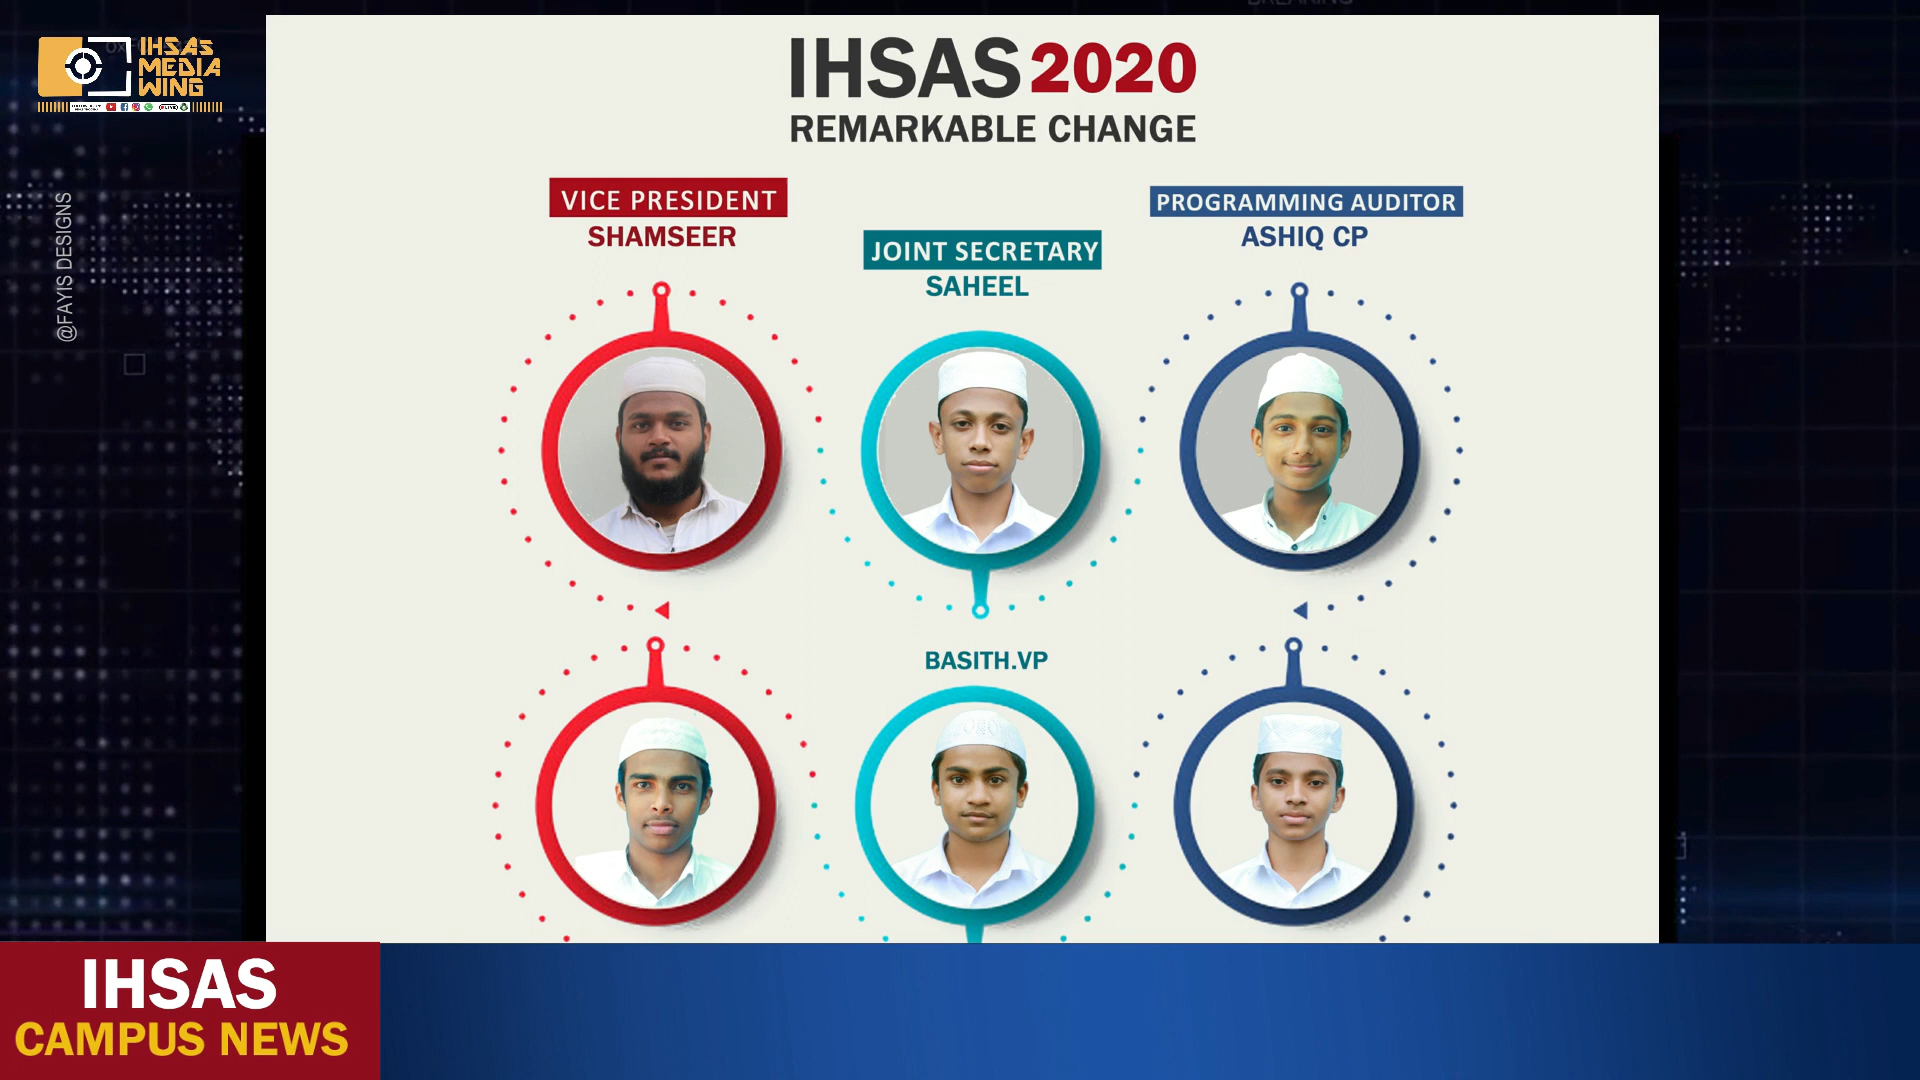 IHSAS
MEDIA
WING
@FAYIS DESIGNS
IHSAS 2020
REMARKABLE CHANGE
VICE PRESIDENT
SHAMSEER
JOINT SECRETARY
SAHEEL
PROGRAMMING AUDITOR
ASHIQ CP
BASITH.VP
IHSAS
CAMPUS NEWS